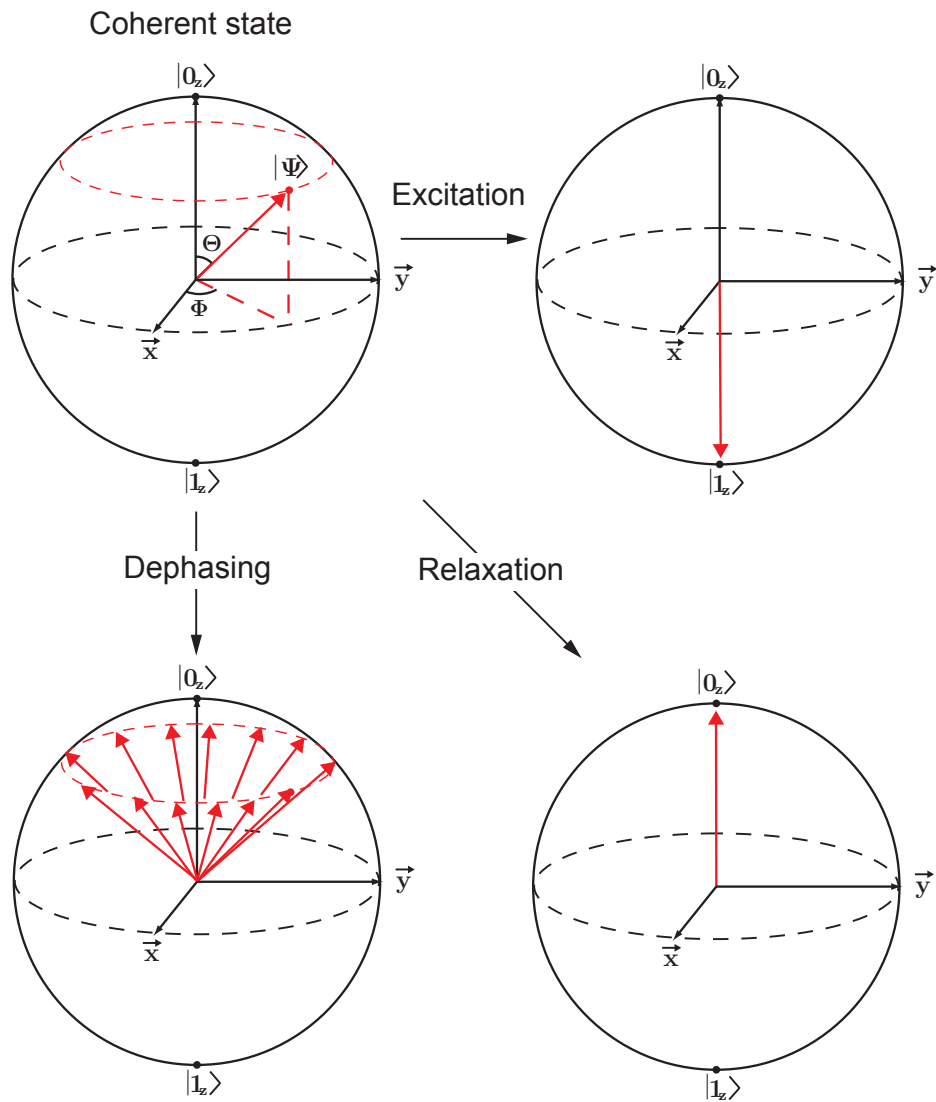 Coherent state
|0z⟩
|0z⟩
|Ψ⟩
Excitation
Θ
y
y
Φ
x
x
|1z⟩
|1z⟩
Dephasing
Relaxation
|0z⟩
|0z⟩
y
y
x
x
|1z⟩
|1z⟩